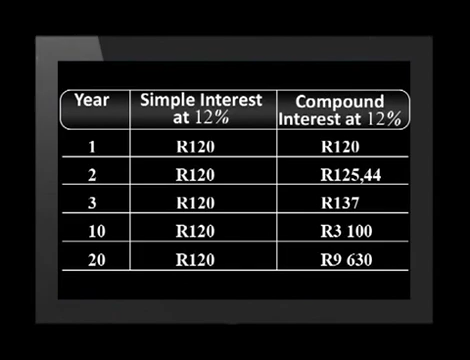 Year Simple Interest at 12% Compound Interest at 12%
1 R120 R120
2 R120 R125,44
3 R120 R137
10 R120 R3 100
20 R120 R9 630